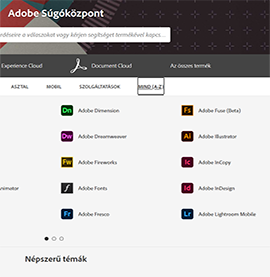 Adobe Súgóközpont
érdéseire a válaszokat vagy kérjen segítséget termékével kapcs...
Experience Cloud
Document Cloud
Az összes termék
ASZTAL
MOBIL
SZOLGÁLTATÁSOK
MIND (A-Z)
Dn Adobe Dimension
Fs Adobe Fuse (Beta)
Dw Adobe Dreamweaver
Ai Adobe Illustrator
Fw Adobe Fireworks
Ic Adobe InCopy
nimator
Adobe Fonts
Id Adobe InDesign
Fr Adobe Fresco
Lr Adobe Lightroom Mobile
Népszerű témák